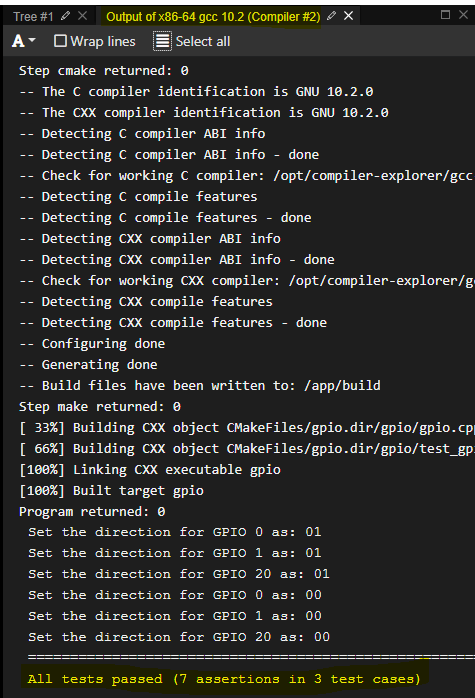 Tree #1
Output of x86-64 gcc 10.2 (Compiler #2)
A Wrap lines Select all
Step cmake returned: 0
-- The C compiler identification is GNU 10.2.0
-- The CXX compiler identification is GNU 10.2.0
-- Detecting C compiler ABI info
-- Detecting C compiler ABI info - done
-- Check for working C compiler: /opt/compiler-explorer/gcc
-- Detecting C compile features
-- Detecting C compile features - done
-- Detecting CXX compiler ABI info
-- Detecting CXX compiler ABI info - done
-- Check for working CXX compiler: /opt/compiler-explorer/g
-- Detecting CXX compile features
-- Detecting CXX compile features - done
-- Configuring done
-- Generating done
-- Build files have been written to: /app/build
Step make returned: 0
[ 33%] Building CXX object CMakeFiles/gpio.dir/gpio/gpio.cp
[ 66%] Building CXX object CMakeFiles/gpio.dir/gpio/test_gp
[100%] Linking CXX executable gpio
[100%] Built target gpio
Program returned: 0
Set the direction for GPIO 0 as: 01
Set the direction for GPIO 1 as: 01
Set the direction for GPIO 20 as: 01
Set the direction for GPIO 0 as: 00
Set the direction for GPIO 1 as: 00
Set the direction for GPIO 20 as: 00
===============================================
All tests passed (7 assertions in 3 test cases)